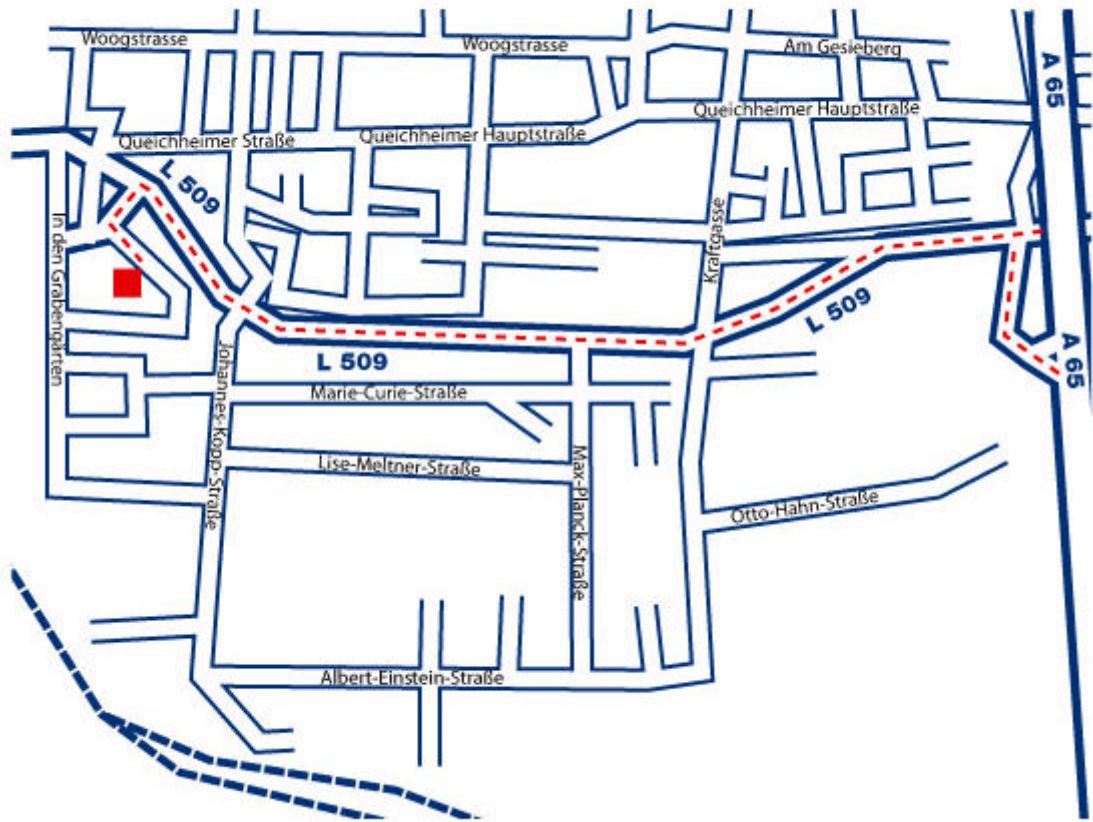 Woogstrasse
Woogstrasse
Am Gesieberg
A 65
Queichheimer Hauptstraße
Queichheimer Straße
Queichheimer Hauptstraße
L 509
In den Grabengärten
Kraftgasse
L 509
L 509
A 65
Johannes-Kopp-Straße
Marie-Curie-Straße
Lise-Meltner-Straße
Max-Planck-Straße
Otto-Hahn-Straße
Albert-Einstein-Straße